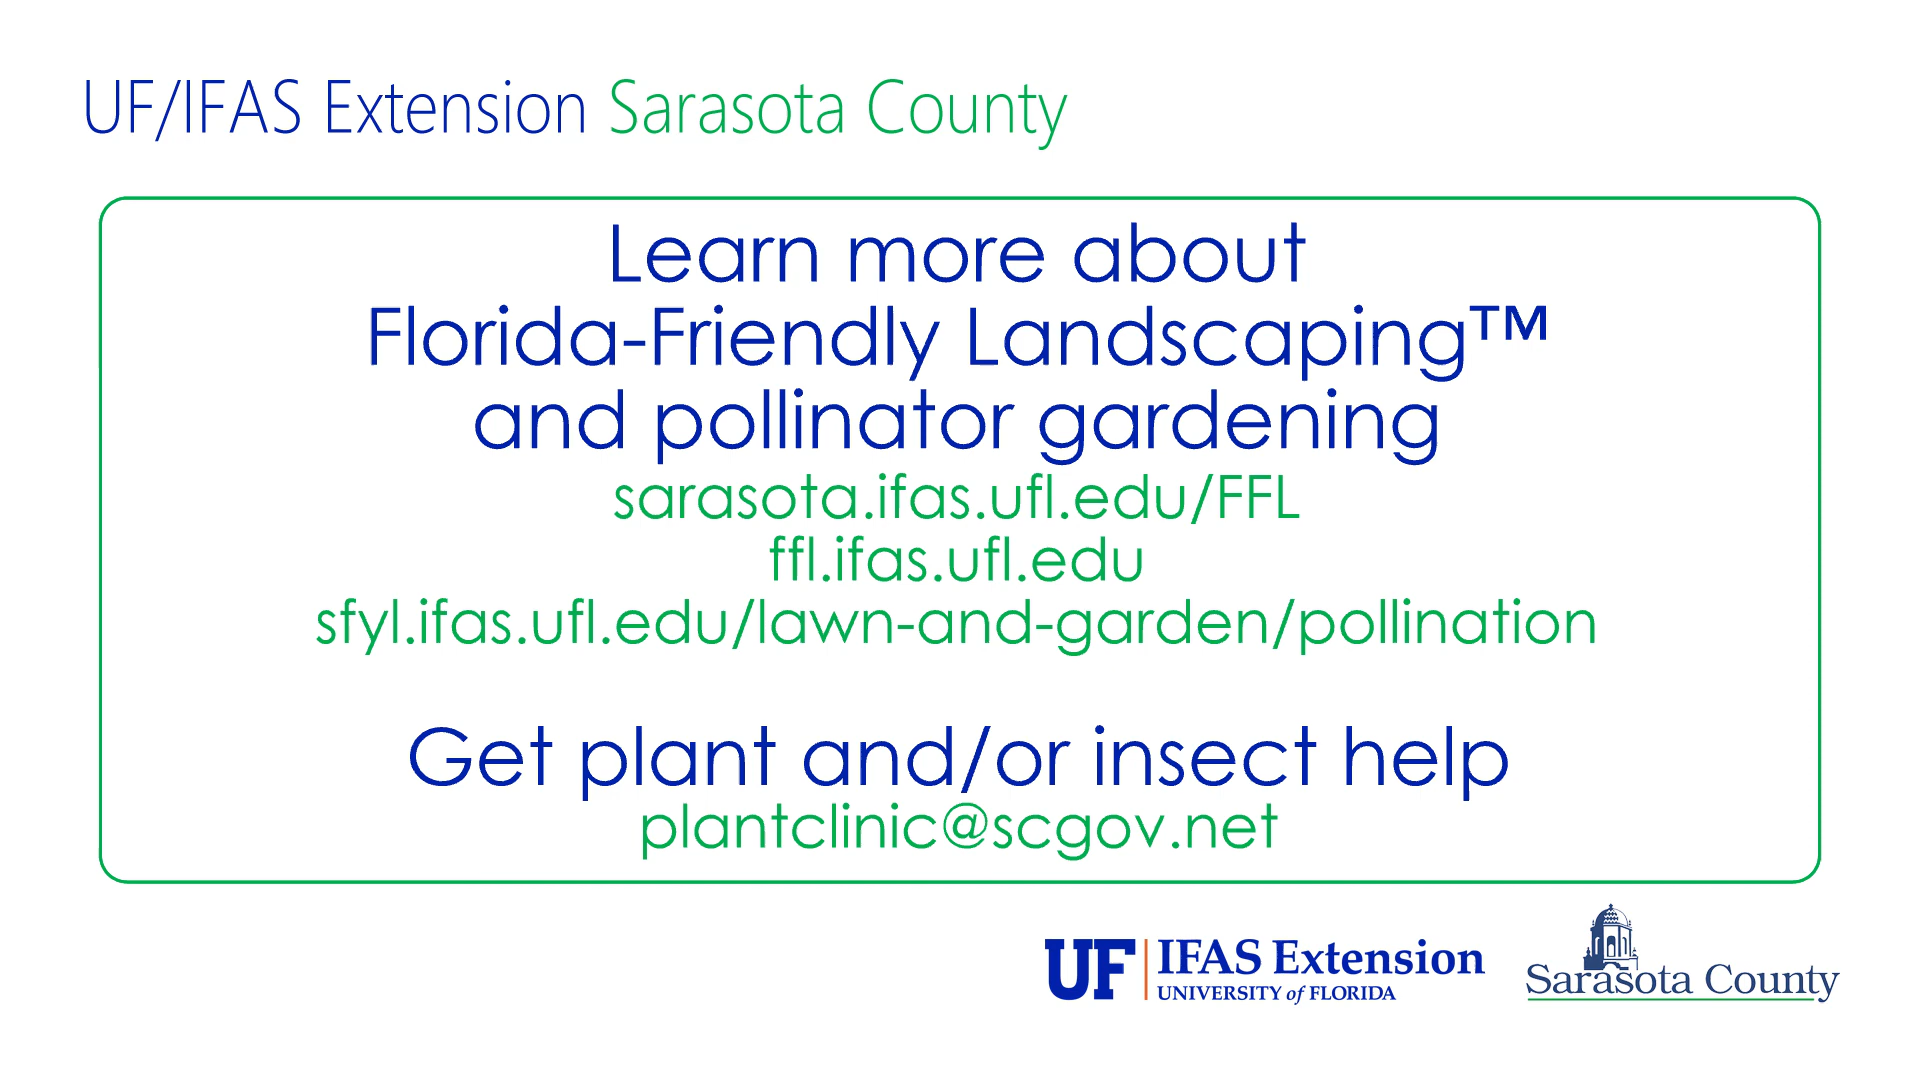 UF/IFAS Extension Sarasota County
Learn more about
Florida-Friendly Landscaping™
and pollinator gardening
sarasota.ifas.ufl.edu/FFL
ffl.ifas.ufl.edu
sfyl.ifas.ufl.edu/lawn-and-garden/pollination
Get plant and/or insect help
plantclinic@scgov.net
UF IFAS Extension
UNIVERSITY of FLORIDA
Sarasota County